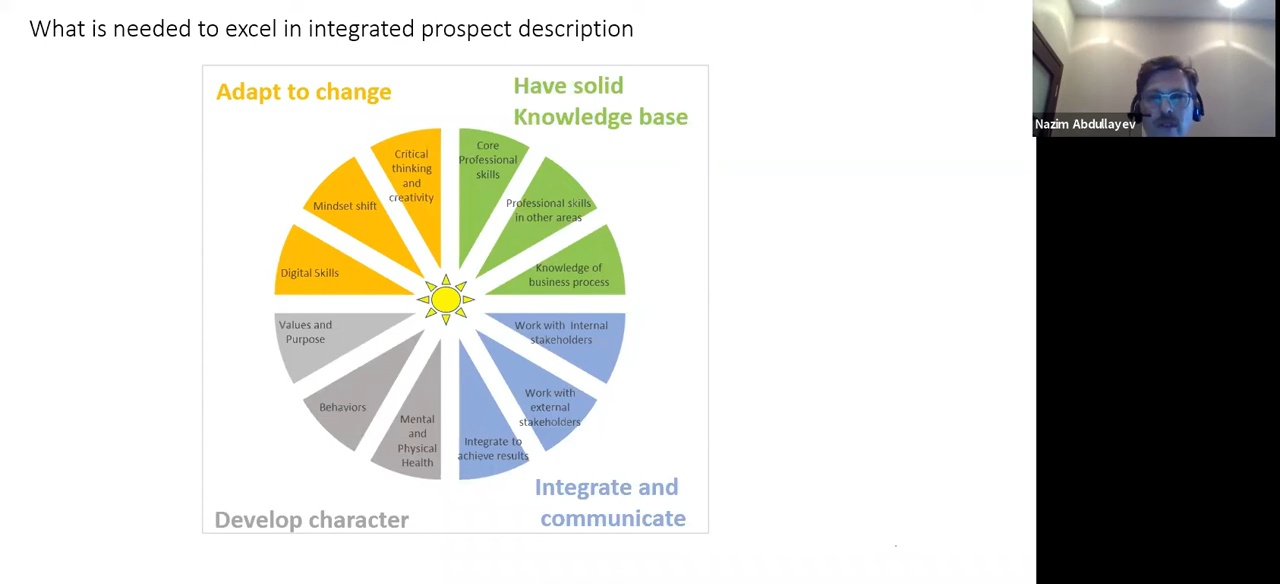 What is needed to excel in integrated prospect description
Nazim Abdullayev
Adapt to change
Have solid
Knowledge base
Critical
thinking
and
creativity
Mindset shift
Digital Skills
Core
Professional
skills
Professional skills
in other areas
Knowledge of
business process
Values and
Purpose
Behaviors
Mental
and
Physical
Health
Work with Internal
stakeholders
Work with
external
stakeholders
Integrate to
achieve results
Develop character
Integrate and
communicate